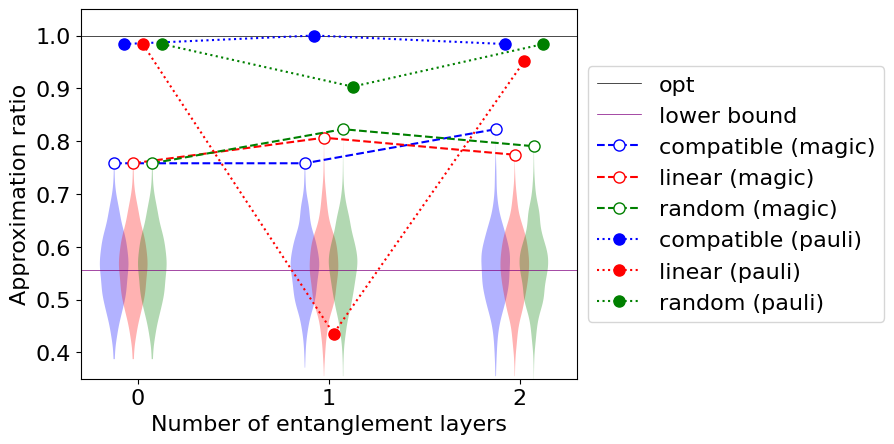 1.0
0.9
0.8
0.7
0.6
0.5
0.4
Approximation ratio
0 1 2
Number of entanglement layers
opt
lower bound
compatible (magic)
linear (magic)
random (magic)
compatible (pauli)
linear (pauli)
random (pauli)